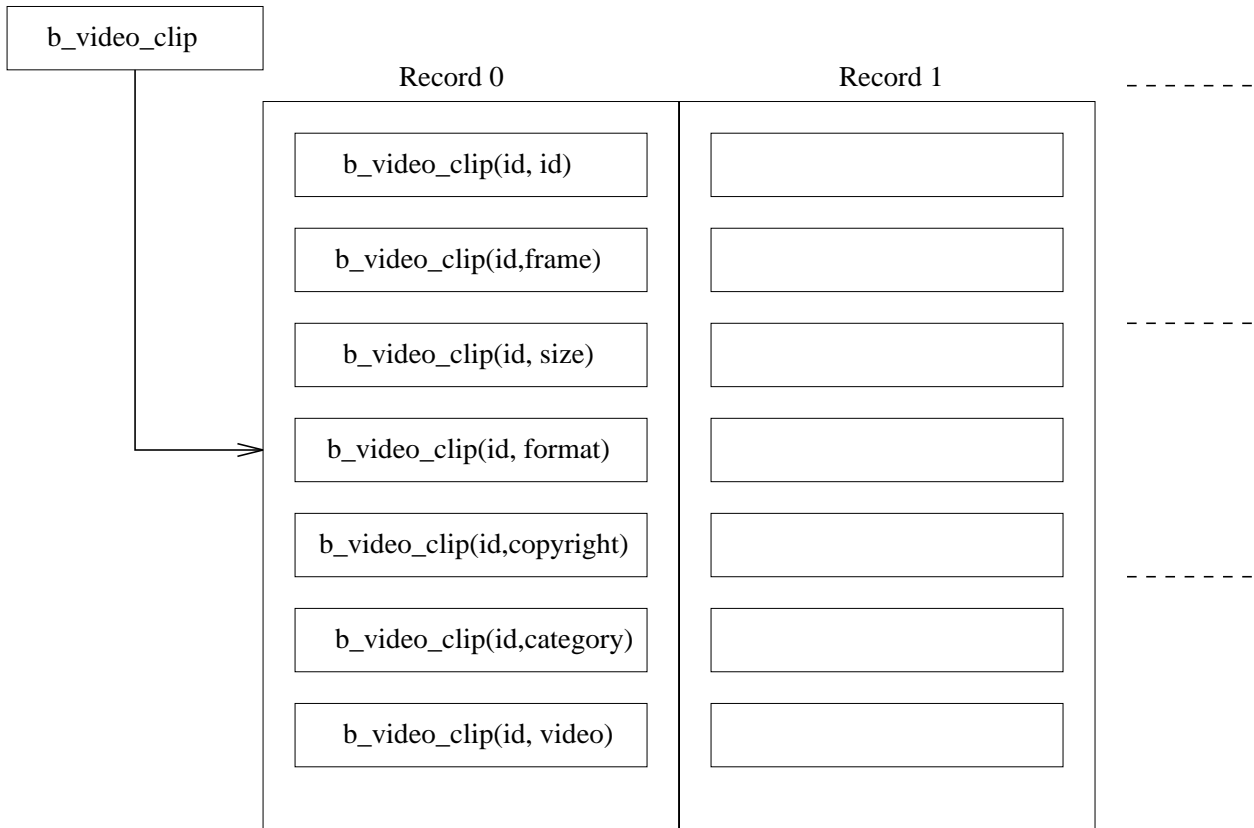 b_video_clip
Record 0
Record 1
b_video_clip(id, id)
b_video_clip(id,frame)
b_video_clip(id, size)
b_video_clip(id, format)
b_video_clip(id,copyright)
b_video_clip(id,category)
b_video_clip(id, video)